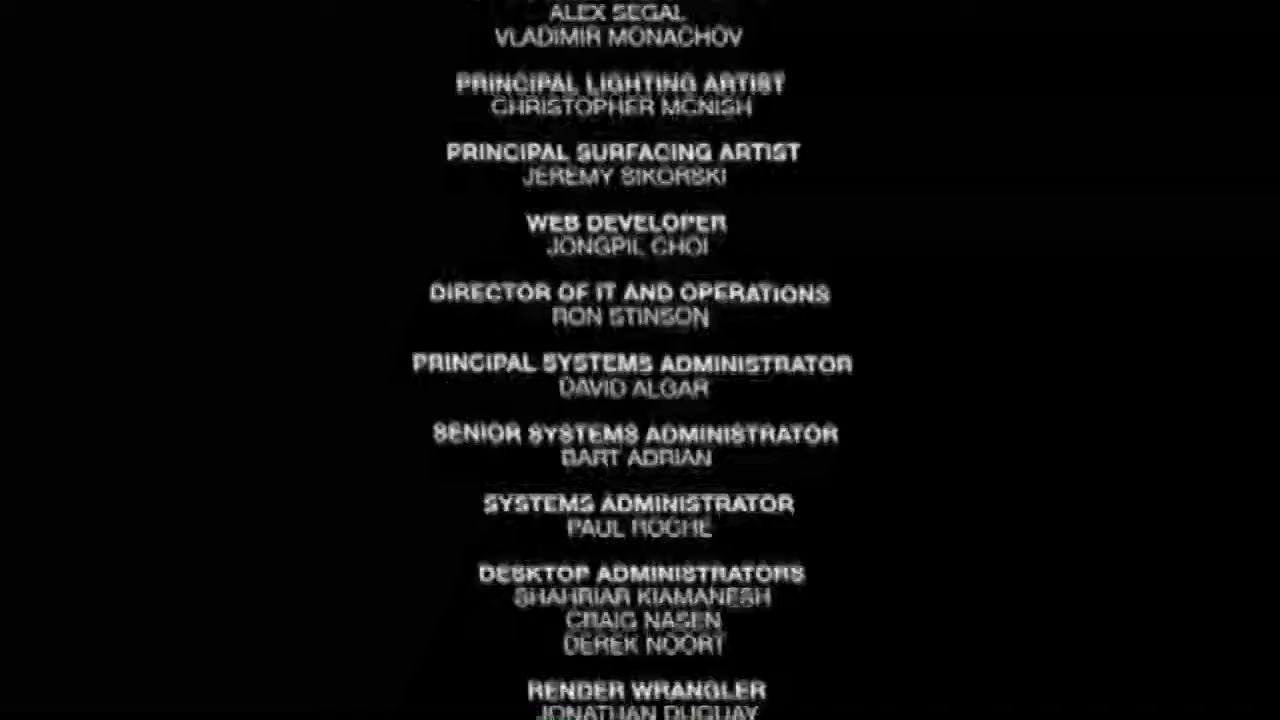 ALEX SEGAL
VLADIMIR MONACHOV
PRINCIPAL LIGHTING ARTIST
CHRISTOPHER MCNISH
PRINCIPAL SURFACING ARTIST
JEREMY SIKORSKI
WEB DEVELOPER
JONGPIL CHOI
DIRECTOR OF IT AND OPERATIONS
RON STINSON
PRINCIPAL SYSTEMS ADMINISTRATOR
DAVID ALGAR
SENIOR SYSTEMS ADMINISTRATOR
BART ADRIAN
SYSTEMS ADMINISTRATOR
PAUL ROCHE
DESKTOP ADMINISTRATORS
SHAHRIAR KIAMANESH
CRAIG NASEN
DEREK NOORT
RENDER WRANGLER
JONATHAN DUGUAY